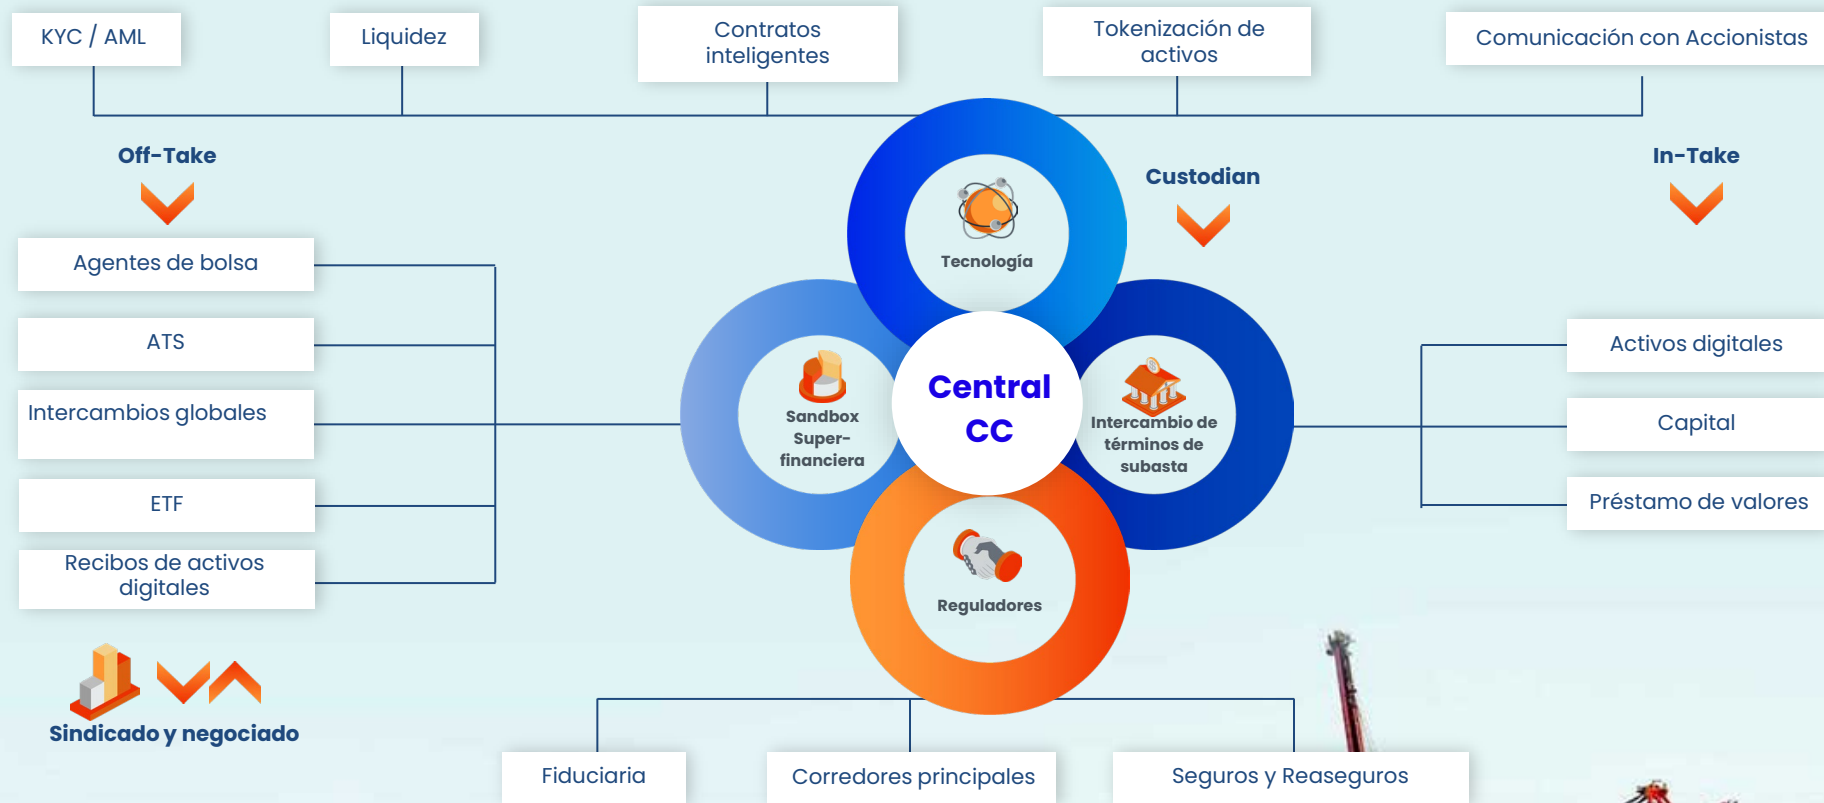 KYC / AML
Liquidez
Contratos
inteligentes
Tokenización de
activos
Comunicación con Accionistas
Off-Take
Custodian
In-Take
Tecnología
Agentes de bolsa
ATS
Intercambios globales
ETF
Recibos de activos
digitales
Sandbox
Super-
financiera
Central
CC
Intercambio de
términos de
subasta
Activos digitales
Capital
Préstamo de valores
Reguladores
Sindicado y negociado
Fiduciaria
Corredores principales
Seguros y Reaseguros